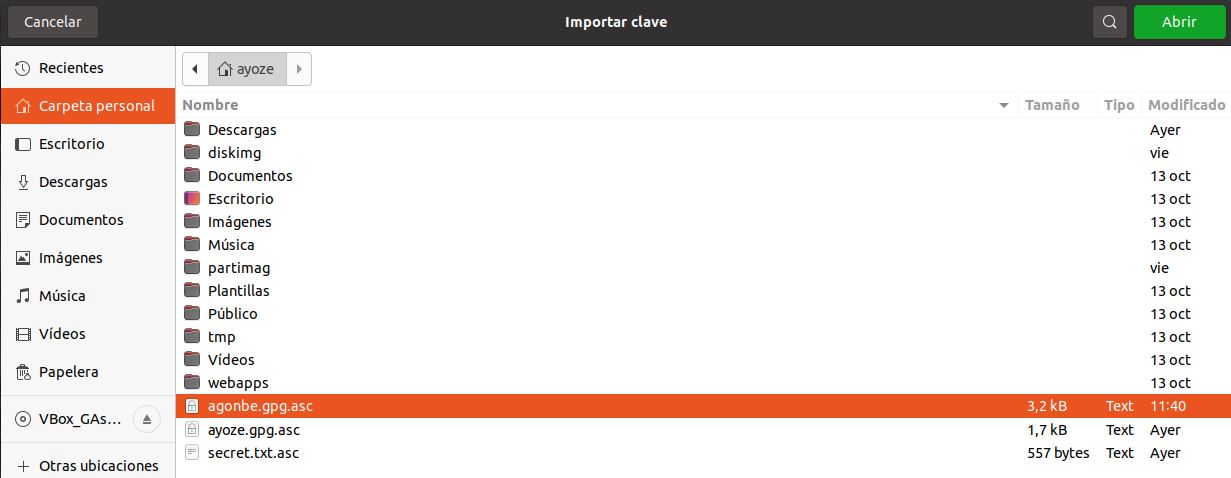 Cancelar Importar clave Abrir
Recientes
Carpeta personal
Escritorio
Descargas
Documentos
Imágenes
Música
Vídeos
Papelera
VBox_GAs...
Otras ubicaciones
ayoze
Nombre Tamaño Tipo Modificado
Descargas Ayer
diskimg vie
Documentos 13 oct
Escritorio 13 oct
Imágenes 13 oct
Música 13 oct
partimag vie
Plantillas 13 oct
Público 13 oct
tmp 13 oct
Vídeos 13 oct
webapps 13 oct
agonbe.gpg.asc 3,2 kB Text 11:40
ayoze.gpg.asc 1,7 kB Text Ayer
secret.txt.asc 557 bytes Text Ayer